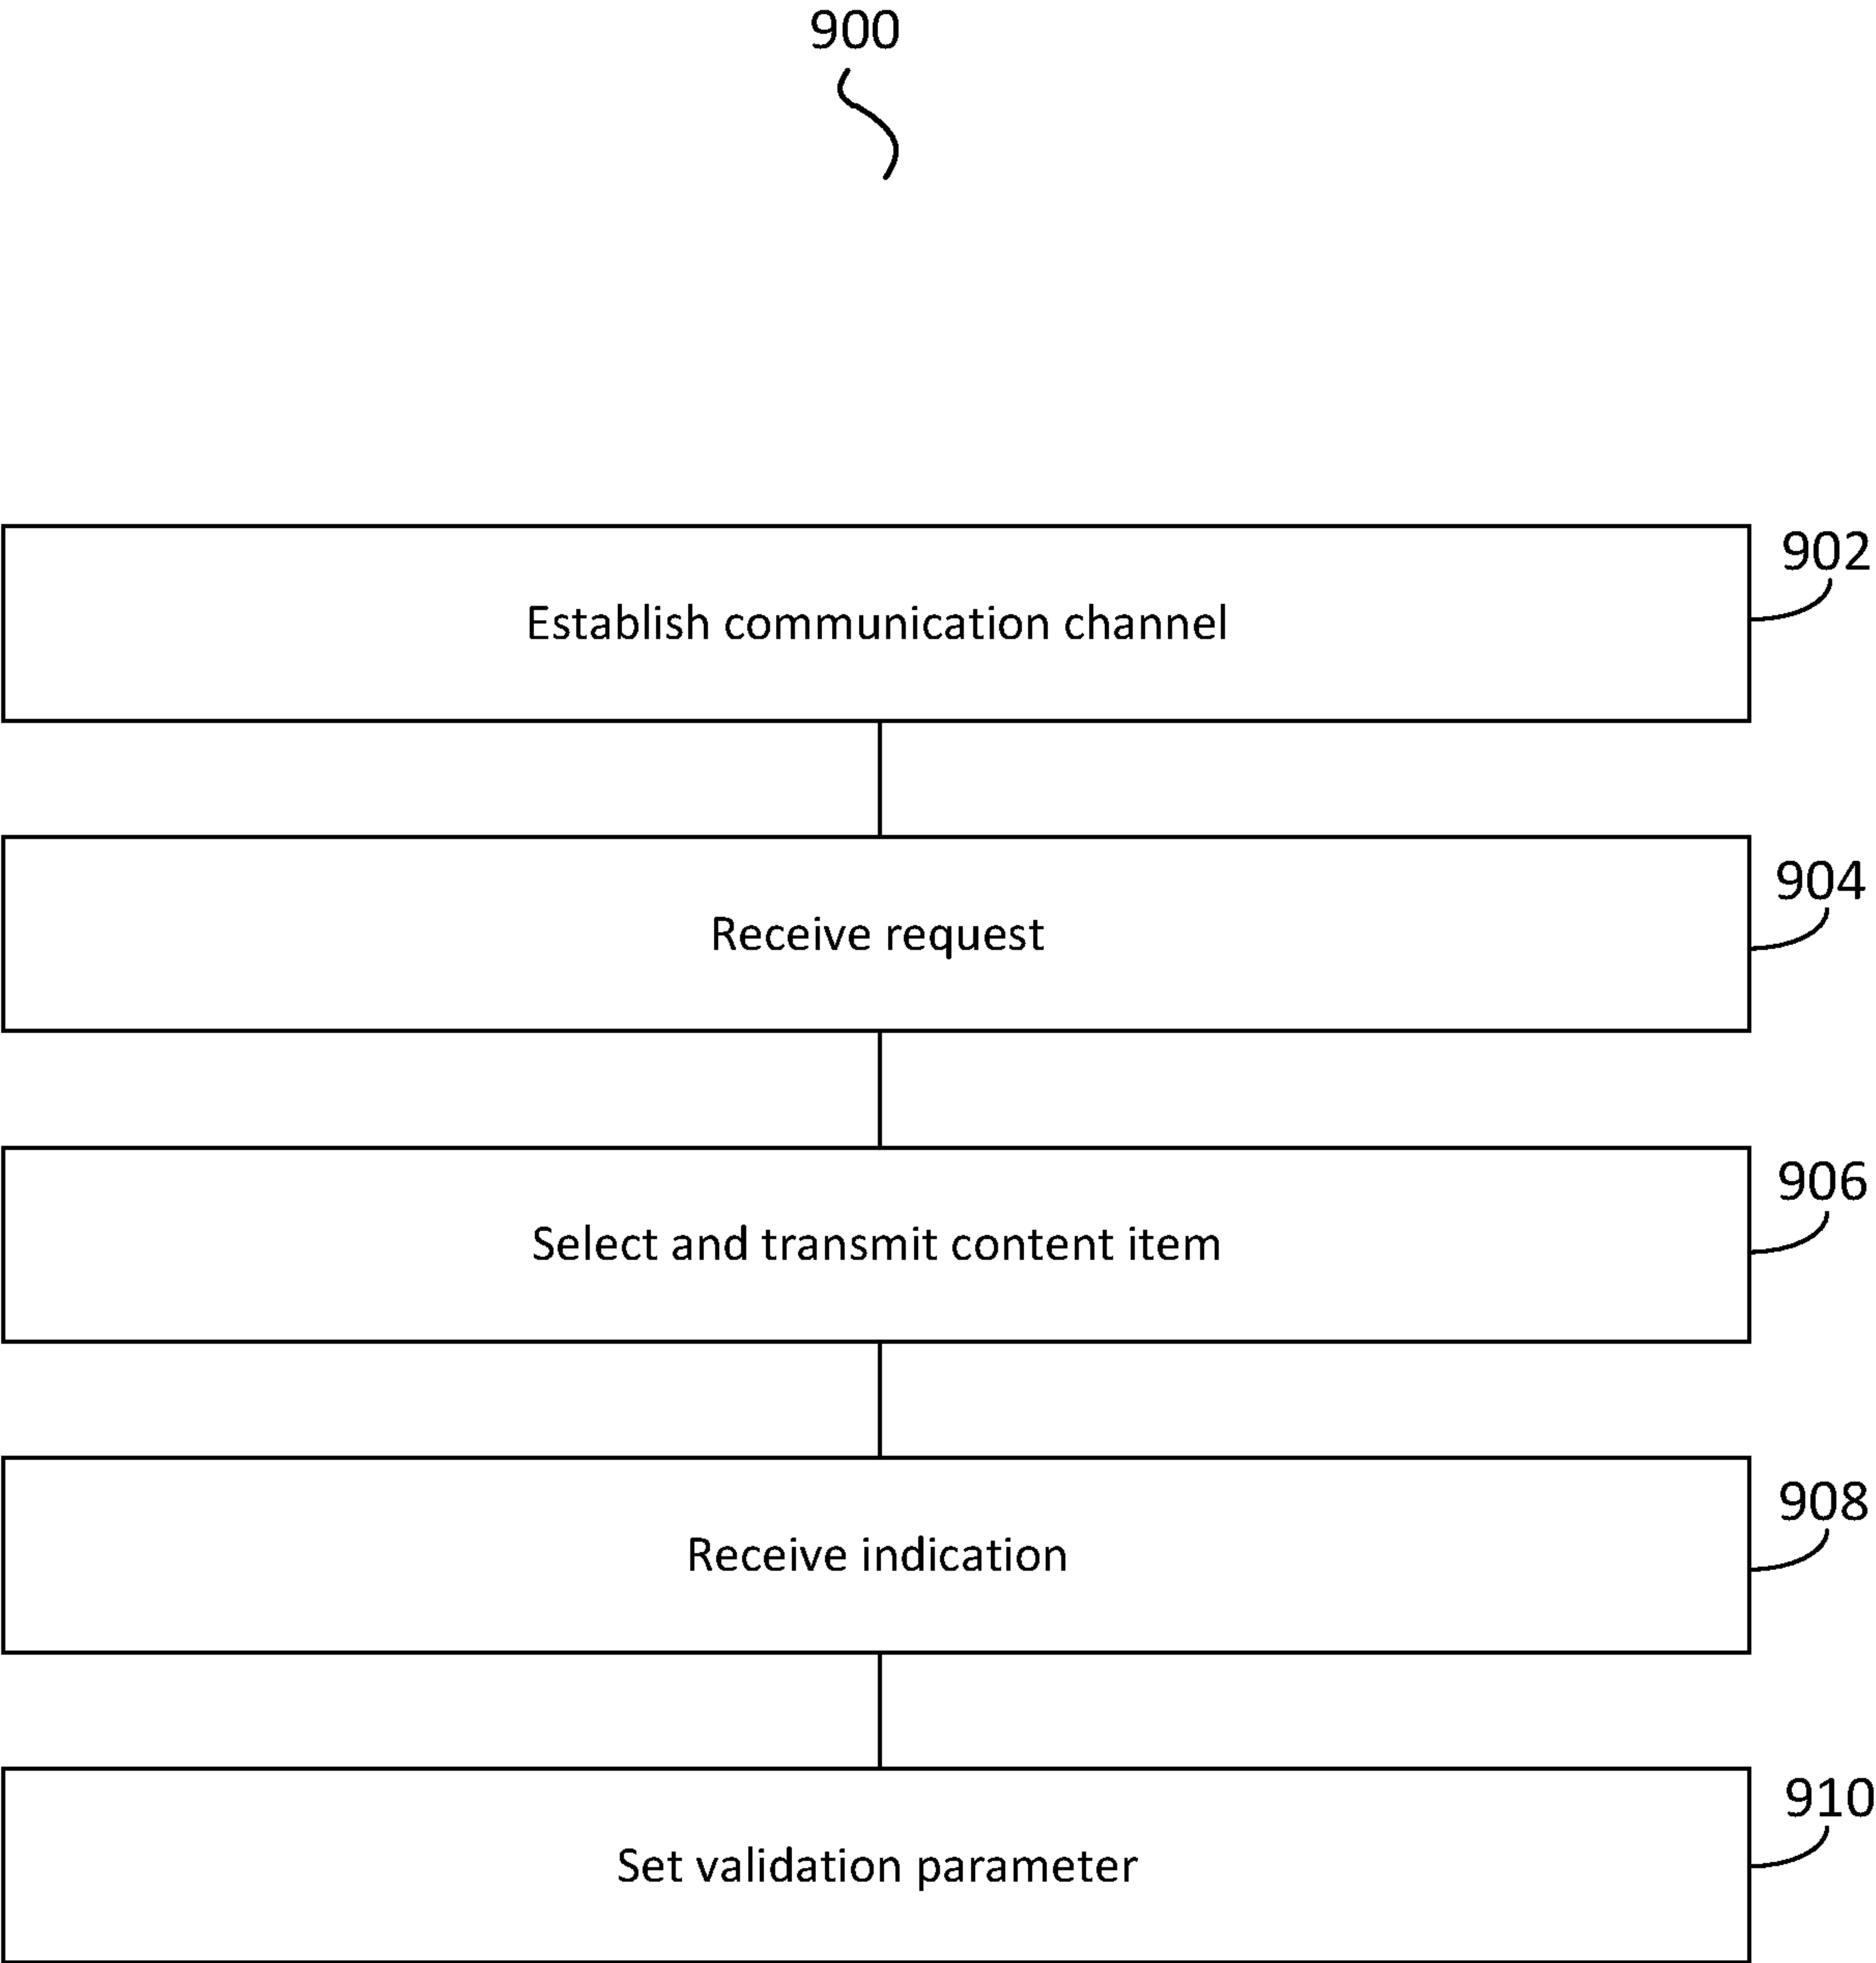 900
902
Establish communication channel
904
Receive request
906
Select and transmit content item
908
Receive indication
910
Set validation parameter